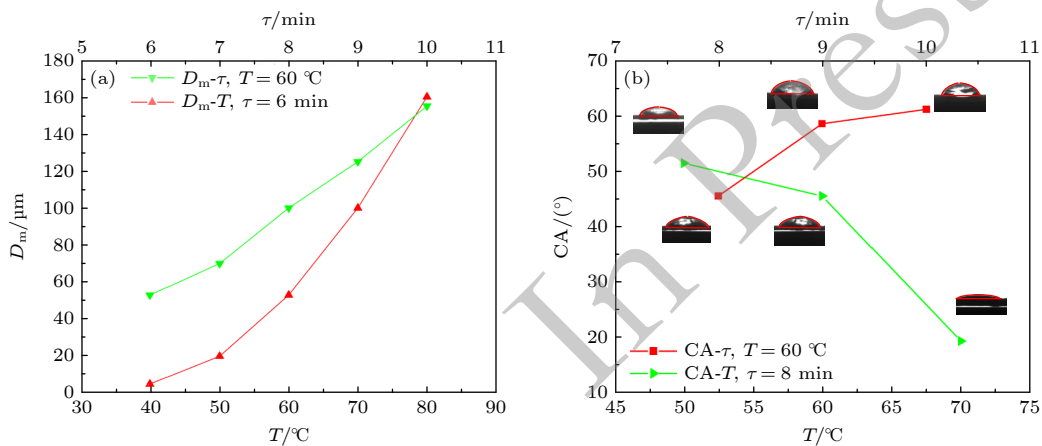 τ/min
5 6 7 8 9 10 11
180
160
140
120
100
80
60
40
20
0
D_m/μm
(a)
D_m-τ, T = 60 ℃
D_m-T, τ = 6 min
30 40 50 60 70 80 90
T/℃
τ/min
7 8 9 10 11
70
60
50
40
30
20
10
CA/(°)
(b)
CA-τ, T = 60 ℃
CA-T, τ = 8 min
45 50 55 60 65 70 75
T/℃
In Press